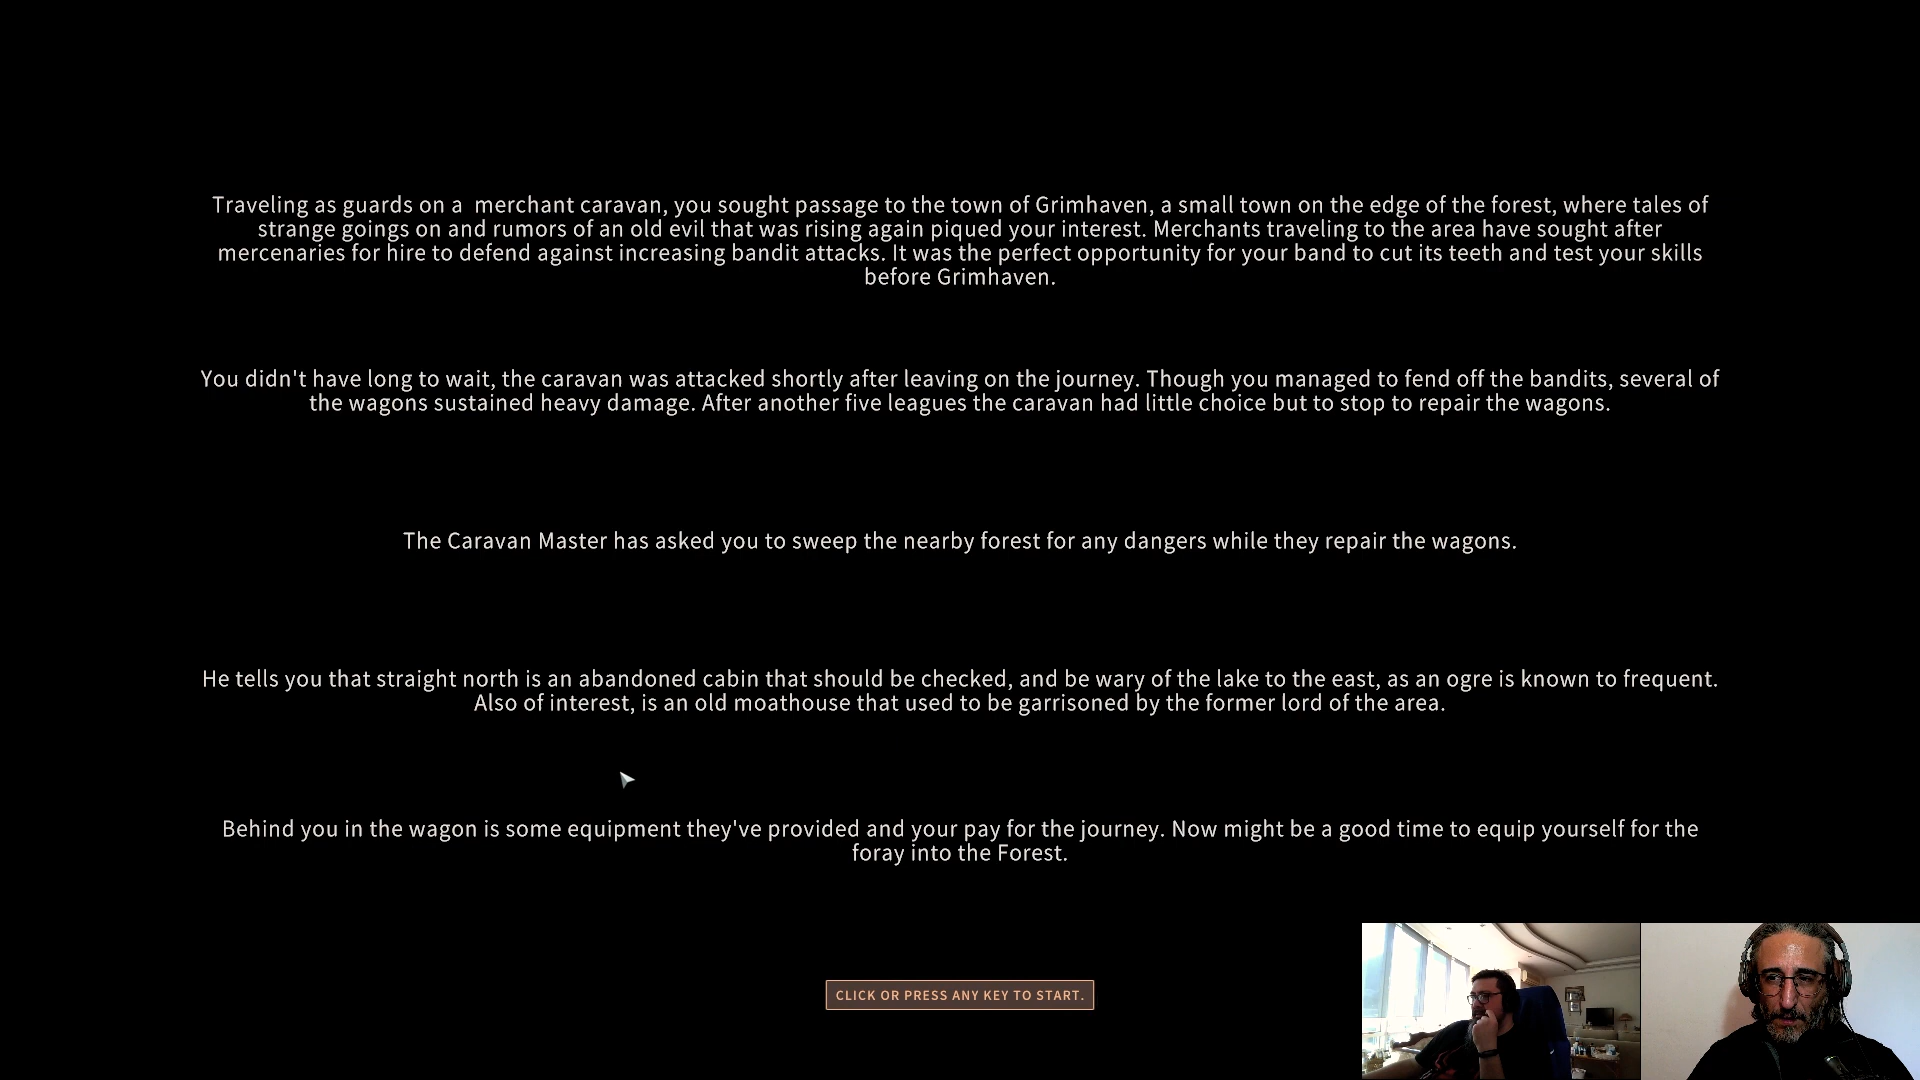 Traveling as guards on a  merchant caravan, you sought passage to the town of Grimhaven, a small town on the edge of the forest, where tales of
strange goings on and rumors of an old evil that was rising again piqued your interest. Merchants traveling to the area have sought after
mercenaries for hire to defend against increasing bandit attacks. It was the perfect opportunity for your band to cut its teeth and test your skills
before Grimhaven.
You didn't have long to wait, the caravan was attacked shortly after leaving on the journey. Though you managed to fend off the bandits, several of
the wagons sustained heavy damage. After another five leagues the caravan had little choice but to stop to repair the wagons.
The Caravan Master has asked you to sweep the nearby forest for any dangers while they repair the wagons.
He tells you that straight north is an abandoned cabin that should be checked, and be wary of the lake to the east, as an ogre is known to frequent.
Also of interest, is an old moathouse that used to be garrisoned by the former lord of the area.
Behind you in the wagon is some equipment they've provided and your pay for the journey. Now might be a good time to equip yourself for the
foray into the Forest.
CLICK OR PRESS ANY KEY TO START.